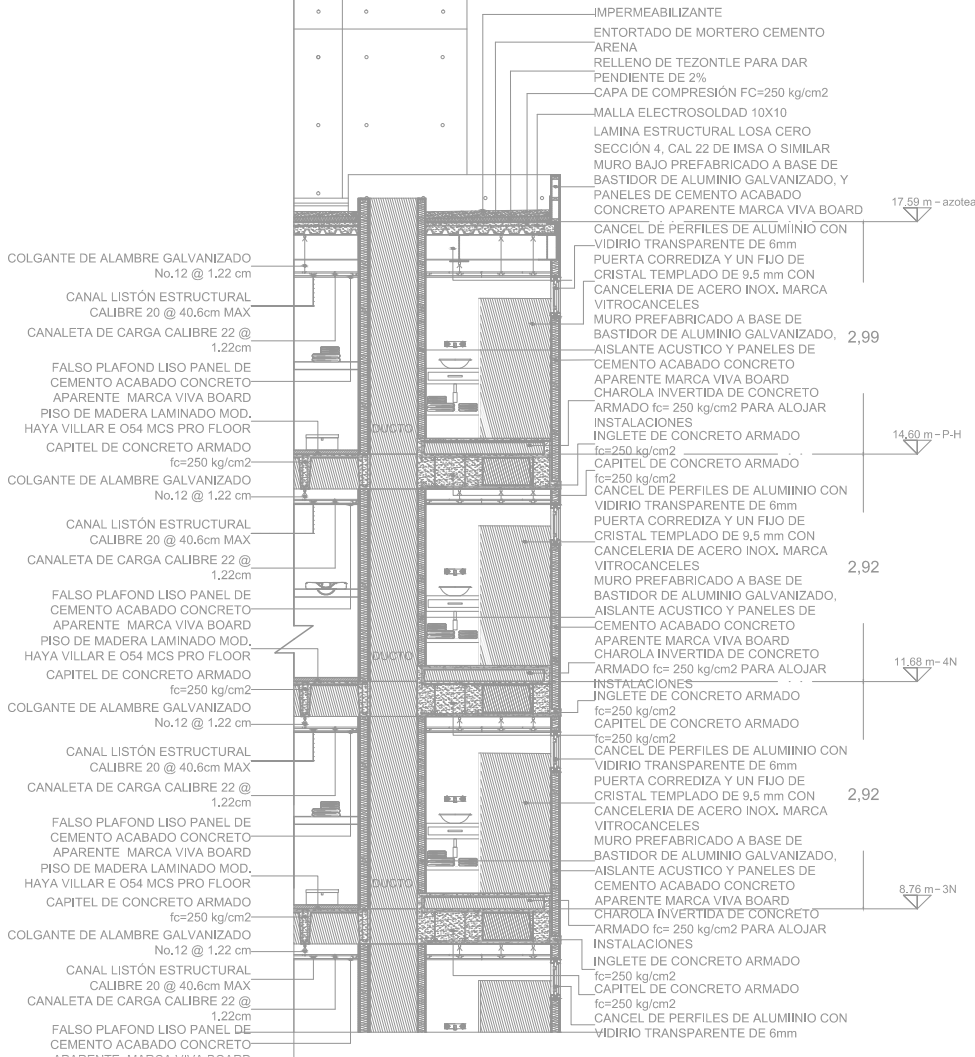 IMPERMEABILIZANTE
ENTORTADO DE MORTERO CEMENTO
ARENA
RELLENO DE TEZONTLE PARA DAR
PENDIENTE DE 2%
CAPA DE COMPRESIÓN FC=250 kg/cm2
MALLA ELECTROSOLDAD 10X10
LAMINA ESTRUCTURAL LOSA CERO
SECCIÓN 4, CAL 22 DE IMSA O SIMILAR
MURO BAJO PREFABRICADO A BASE DE
BASTIDOR DE ALUMINIO GALVANIZADO, Y
PANELES DE CEMENTO ACABADO
CONCRETO APARENTE MARCA VIVA BOARD
17.59 m - azotea
CANCEL DE PERFILES DE ALUMIINIO CON
VIDIRIO TRANSPARENTE DE 6mm
PUERTA CORREDIZA Y UN FIJO DE
CRISTAL TEMPLADO DE 9.5 mm CON
CANCELERIA DE ACERO INOX. MARCA
VITROCANCELES
MURO PREFABRICADO A BASE DE
BASTIDOR DE ALUMINIO GALVANIZADO,
AISLANTE ACUSTICO Y PANELES DE
CEMENTO ACABADO CONCRETO
APARENTE MARCA VIVA BOARD
CHAROLA INVERTIDA DE CONCRETO
ARMADO fc= 250 kg/cm2 PARA ALOJAR
INSTALACIONES
2,99
INGLETE DE CONCRETO ARMADO
fc=250 kg/cm2
14.60 m - P-H
CAPITEL DE CONCRETO ARMADO
fc=250 kg/cm2
CANCEL DE PERFILES DE ALUMIINIO CON
VIDIRIO TRANSPARENTE DE 6mm
PUERTA CORREDIZA Y UN FIJO DE
CRISTAL TEMPLADO DE 9.5 mm CON
CANCELERIA DE ACERO INOX. MARCA
VITROCANCELES
2,92
MURO PREFABRICADO A BASE DE
BASTIDOR DE ALUMINIO GALVANIZADO,
AISLANTE ACUSTICO Y PANELES DE
CEMENTO ACABADO CONCRETO
APARENTE MARCA VIVA BOARD
CHAROLA INVERTIDA DE CONCRETO
ARMADO fc= 250 kg/cm2 PARA ALOJAR
INSTALACIONES
11.68 m - 4N
INGLETE DE CONCRETO ARMADO
fc=250 kg/cm2
CAPITEL DE CONCRETO ARMADO
fc=250 kg/cm2
CANCEL DE PERFILES DE ALUMIINIO CON
VIDIRIO TRANSPARENTE DE 6mm
PUERTA CORREDIZA Y UN FIJO DE
CRISTAL TEMPLADO DE 9.5 mm CON
CANCELERIA DE ACERO INOX. MARCA
VITROCANCELES
2,92
MURO PREFABRICADO A BASE DE
BASTIDOR DE ALUMINIO GALVANIZADO,
AISLANTE ACUSTICO Y PANELES DE
CEMENTO ACABADO CONCRETO
APARENTE MARCA VIVA BOARD
CHAROLA INVERTIDA DE CONCRETO
ARMADO fc= 250 kg/cm2 PARA ALOJAR
INSTALACIONES
8.76 m - 3N
INGLETE DE CONCRETO ARMADO
fc=250 kg/cm2
CAPITEL DE CONCRETO ARMADO
fc=250 kg/cm2
CANCEL DE PERFILES DE ALUMIINIO CON
VIDIRIO TRANSPARENTE DE 6mm
COLGANTE DE ALAMBRE GALVANIZADO
No.12 @ 1.22 cm
CANAL LISTÓN ESTRUCTURAL
CALIBRE 20 @ 40.6cm MAX
CANALETA DE CARGA CALIBRE 22 @
1.22cm
FALSO PLAFOND LISO PANEL DE
CEMENTO ACABADO CONCRETO
APARENTE MARCA VIVA BOARD
PISO DE MADERA LAMINADO MOD.
HAYA VILLAR E O54 MCS PRO FLOOR
CAPITEL DE CONCRETO ARMADO
fc=250 kg/cm2
COLGANTE DE ALAMBRE GALVANIZADO
No.12 @ 1.22 cm
CANAL LISTÓN ESTRUCTURAL
CALIBRE 20 @ 40.6cm MAX
CANALETA DE CARGA CALIBRE 22 @
1.22cm
FALSO PLAFOND LISO PANEL DE
CEMENTO ACABADO CONCRETO
APARENTE MARCA VIVA BOARD
PISO DE MADERA LAMINADO MOD.
HAYA VILLAR E O54 MCS PRO FLOOR
CAPITEL DE CONCRETO ARMADO
fc=250 kg/cm2
COLGANTE DE ALAMBRE GALVANIZADO
No.12 @ 1.22 cm
CANAL LISTÓN ESTRUCTURAL
CALIBRE 20 @ 40.6cm MAX
CANALETA DE CARGA CALIBRE 22 @
1.22cm
FALSO PLAFOND LISO PANEL DE
CEMENTO ACABADO CONCRETO
APARENTE MARCA VIVA BOARD
PISO DE MADERA LAMINADO MOD.
HAYA VILLAR E O54 MCS PRO FLOOR
CAPITEL DE CONCRETO ARMADO
fc=250 kg/cm2
COLGANTE DE ALAMBRE GALVANIZADO
No.12 @ 1.22 cm
CANAL LISTÓN ESTRUCTURAL
CALIBRE 20 @ 40.6cm MAX
CANALETA DE CARGA CALIBRE 22 @
1.22cm
FALSO PLAFOND LISO PANEL DE
CEMENTO ACABADO CONCRETO
APARENTE MARCA VIVA BOARD
DUCTO
DUCTO
DUCTO